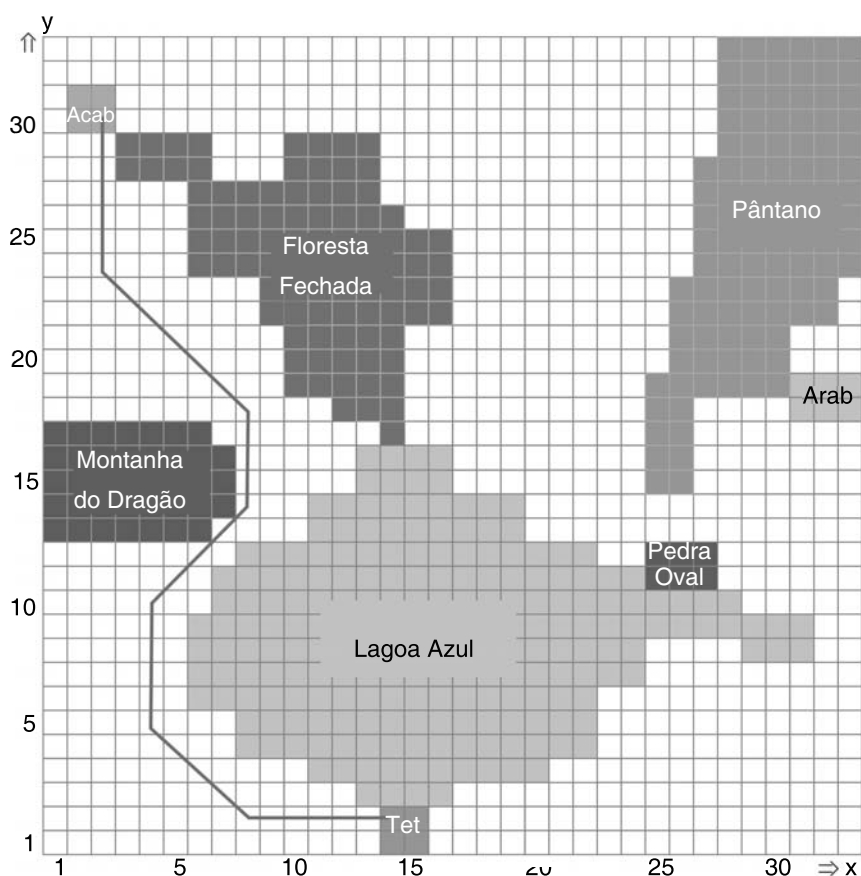 y
⇑
Acab
30
Pântano
25
Floresta
Fechada
20
Arab
Montanha
do Dragão
15
Pedra
Oval
10
Lagoa Azul
5
Tet
1
1 5 10 15 20 25 30 ⇒ x